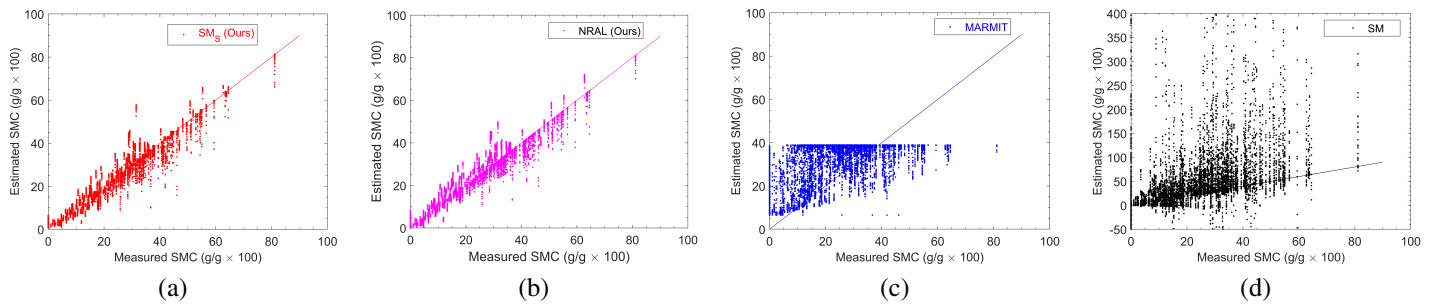 100
80
60
40
20
0
Estimated SMC (g/g × 100)
SM_S (Ours)
0 20 40 60 80 100
Measured SMC (g/g × 100)
(a)
100
80
60
40
20
0
Estimated SMC (g/g × 100)
NRAL (Ours)
0 20 40 60 80 100
Measured SMC (g/g × 100)
(b)
100
80
60
40
20
0
Estimated SMC (g/g × 100)
MARMIT
0 20 40 60 80 100
Measured SMC (g/g × 100)
(c)
400
350
300
250
200
150
100
50
0
-50
Estimated SMC (g/g × 100)
SM
0 20 40 60 80 100
Measured SMC (g/g × 100)
(d)